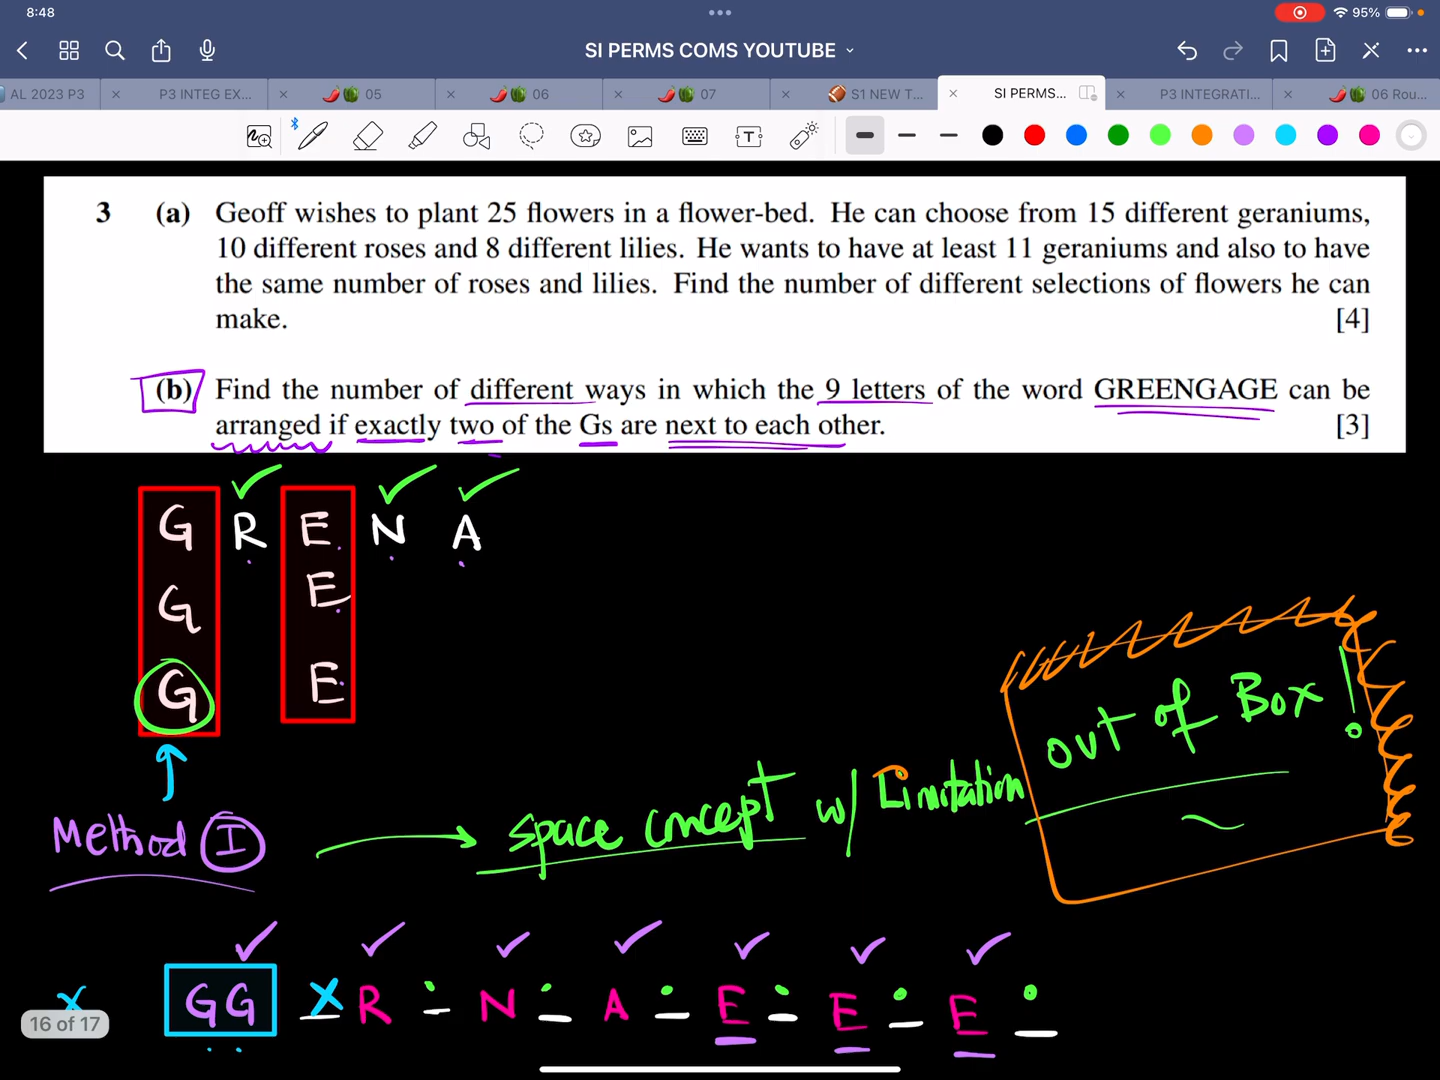 8:48
95%
SI PERMS COMS YOUTUBE
AL 2023 P3
P3 INTEG EX...
05
06
07
S1 NEW T...
SI PERMS...
P3 INTEGRATI...
06 Rou...
T
3 (a) Geoff wishes to plant 25 flowers in a flower-bed. He can choose from 15 different geraniums,
10 different roses and 8 different lilies. He wants to have at least 11 geraniums and also to have
the same number of roses and lilies. Find the number of different selections of flowers he can
make. [4]
(b) Find the number of different ways in which the 9 letters of the word GREENGAGE can be
arranged if exactly two of the Gs are next to each other. [3]
G R E N A
G E
G E
out of Box !
Method I
space concept w/ Limitation
x GG X R N A E E E
16 of 17